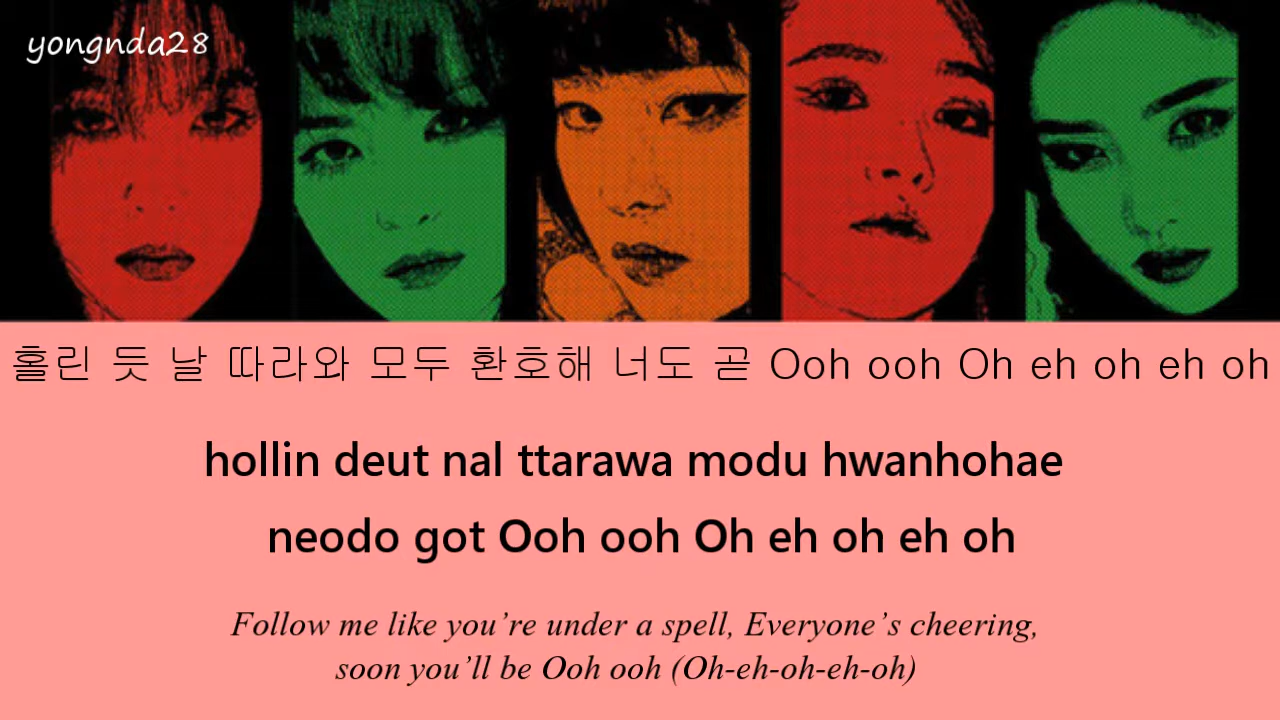 yongnda28
홀린 듯 날 따라와 모두 환호해 너도 곧 Ooh ooh Oh eh oh eh oh
hollin deut nal ttarawa modu hwanhohae
neodo got Ooh ooh Oh eh oh eh oh
Follow me like you’re under a spell, Everyone’s cheering,
soon you’ll be Ooh ooh (Oh-eh-oh-eh-oh)